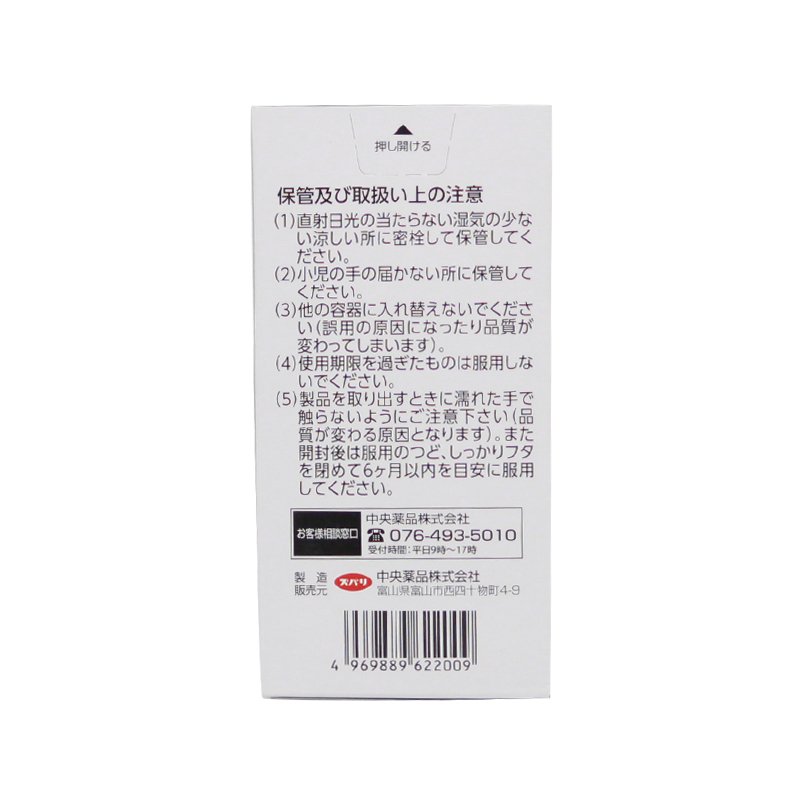 ▲
押し開ける
保管及び取扱い上の注意
(1)直射日光の当たらない湿気の少な
い涼しい所に密栓して保管してく
ださい。
(2)小児の手の届かない所に保管して
ください。
(3)他の容器に入れ替えないでくださ
い(誤用の原因になったり品質が
変わってしまいます)。
(4)使用期限を過ぎたものは服用しな
いでください。
(5)製品を取り出すときに濡れた手で
触らないようにご注意下さい(品
質が変わる原因となります)。また
開封後は服用のつど、しっかりフタ
を閉めて6ヶ月以内を目安に服用
してください。
お客様相談窓口
中央薬品株式会社
☎ 076-493-5010
受付時間:平日9時〜17時
製造
販売元
ズバリ
中央薬品株式会社
富山県富山市西四十物町4-9
4 969889 622009